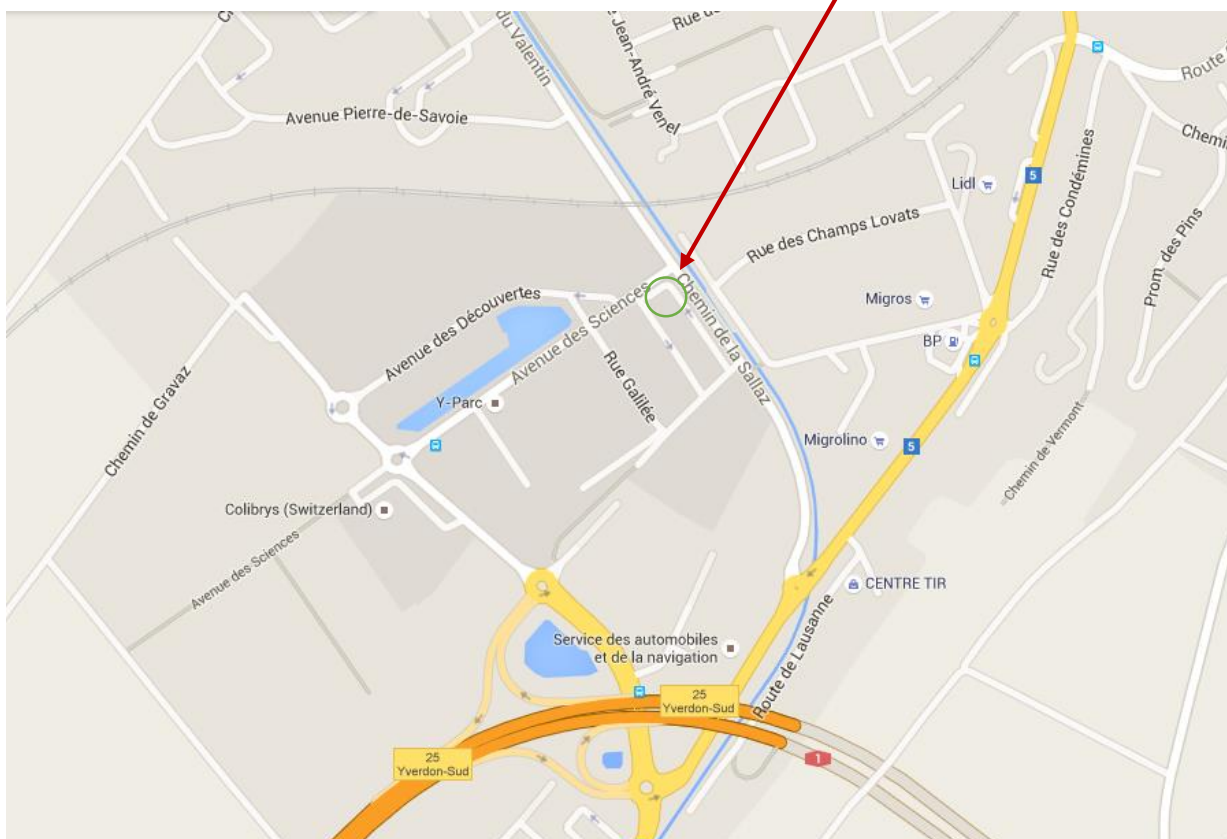 du Valentin
Rue de Jean-André Venel
Route
Avenue Pierre-de-Savoie
Chemi
5
Lidl
Rue des Condémines
Rue des Champs Lovats
Prom. des Pins
Avenue des Découvertes
Avenue des Sciences
Chemin de la Sallaz
Migros
BP
Rue Galilée
Chemin de Gravaz
Y-Parc
Migrolino
5
Chemin de Vermont
Colibrys (Switzerland)
Avenue des Sciences
CENTRE TIR
Service des automobiles
et de la navigation
Route de Lausanne
25
Yverdon-Sud
25
Yverdon-Sud
1